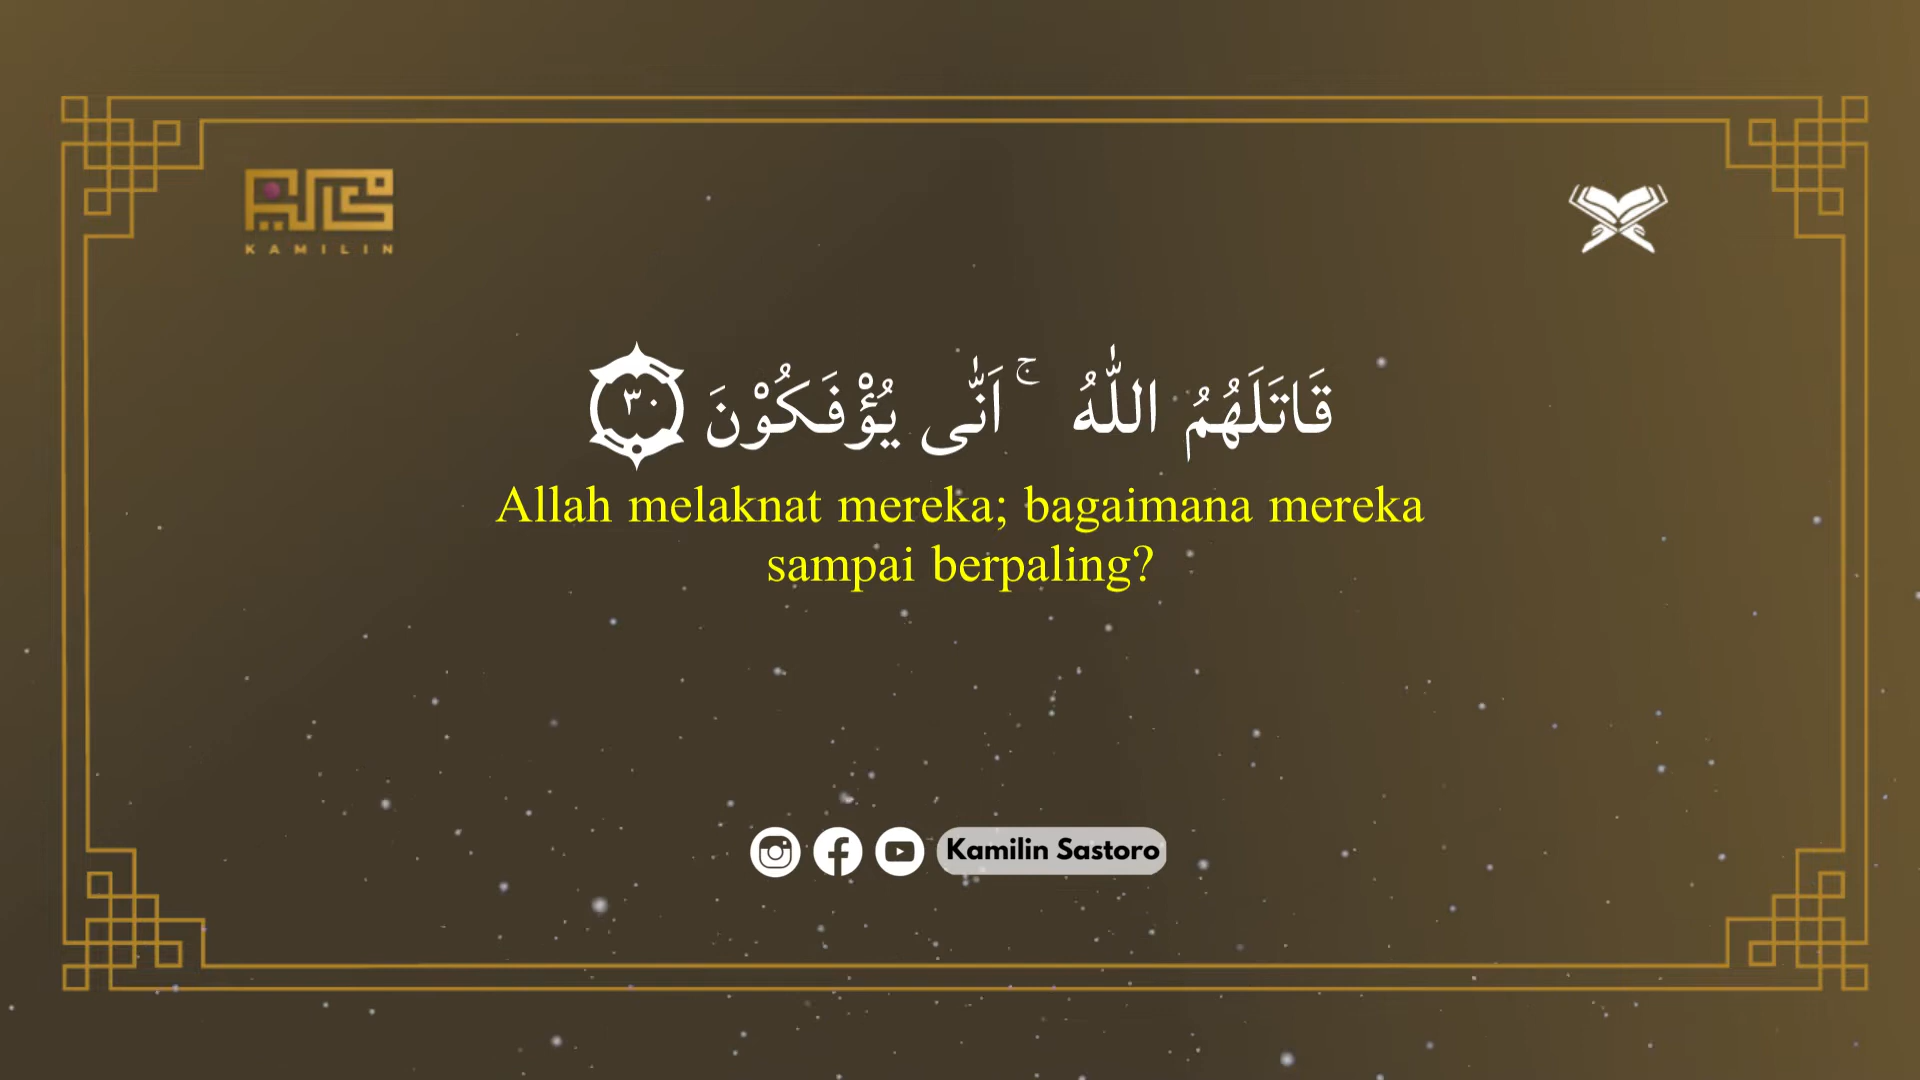 KAMILIN
قَاتَلَهُمُ اللّٰهُ ۚ اَنّٰى يُؤْفَكُوْنَ ٣٠
Allah melaknat mereka; bagaimana mereka
sampai berpaling?
Kamilin Sastoro